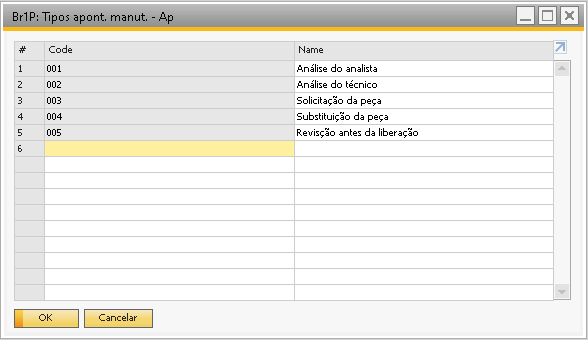 Br1P: Tipos apont. manut. - Ap
# Code Name
1 001 Análise do analista
2 002 Análise do técnico
3 003 Solicitação da peça
4 004 Substituição da peça
5 005 Revisção antes da liberação
6
OK Cancelar